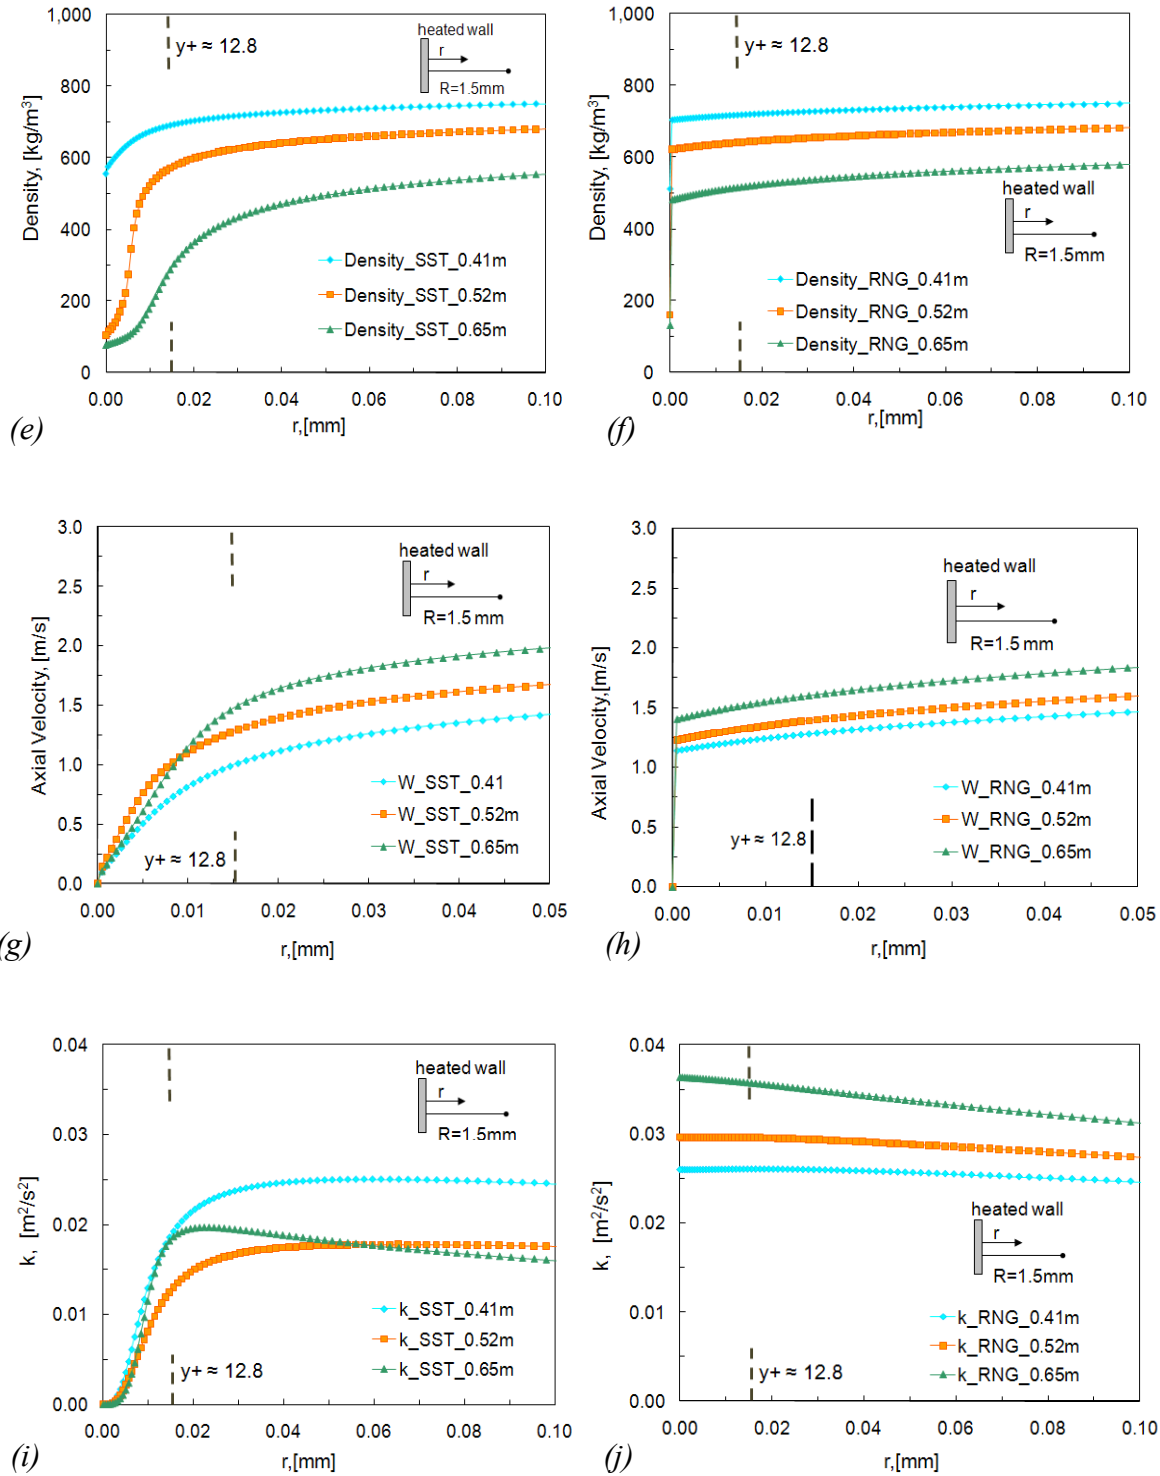 1,000
800
600
400
200
0
Density, [kg/m³]
y+ ≈ 12.8
heated wall
r
R=1.5mm
Density_SST_0.41m
Density_SST_0.52m
Density_SST_0.65m
0.00 0.02 0.04 0.06 0.08 0.10
r,[mm]
(e)
1,000
800
600
400
200
0
Density, [kg/m³]
y+ ≈ 12.8
heated wall
r
R=1.5mm
Density_RNG_0.41m
Density_RNG_0.52m
Density_RNG_0.65m
0.00 0.02 0.04 0.06 0.08 0.10
r,[mm]
(f)
3.0
2.5
2.0
1.5
1.0
0.5
0.0
Axial Velocity, [m/s]
heated wall
r
R=1.5 mm
W_SST_0.41
W_SST_0.52m
W_SST_0.65m
y+ ≈ 12.8
0.00 0.01 0.02 0.03 0.04 0.05
r,[mm]
(g)
3.0
2.5
2.0
1.5
1.0
0.5
0.0
Axial Velocity,[m/s]
heated wall
r
R=1.5 mm
W_RNG_0.41m
W_RNG_0.52m
W_RNG_0.65m
y+ ≈ 12.8
0.00 0.01 0.02 0.03 0.04 0.05
r,[mm]
(h)
0.04
0.03
0.02
0.01
0.00
k, [m²/s²]
heated wall
r
R=1.5mm
k_SST_0.41m
k_SST_0.52m
k_SST_0.65m
y+ ≈ 12.8
0.00 0.02 0.04 0.06 0.08 0.10
r,[mm]
(i)
0.04
0.03
0.02
0.01
0.00
k, [m²/s²]
heated wall
r
R=1.5mm
k_RNG_0.41m
k_RNG_0.52m
k_RNG_0.65m
y+ ≈ 12.8
0.00 0.02 0.04 0.06 0.08 0.10
r,[mm]
(j)